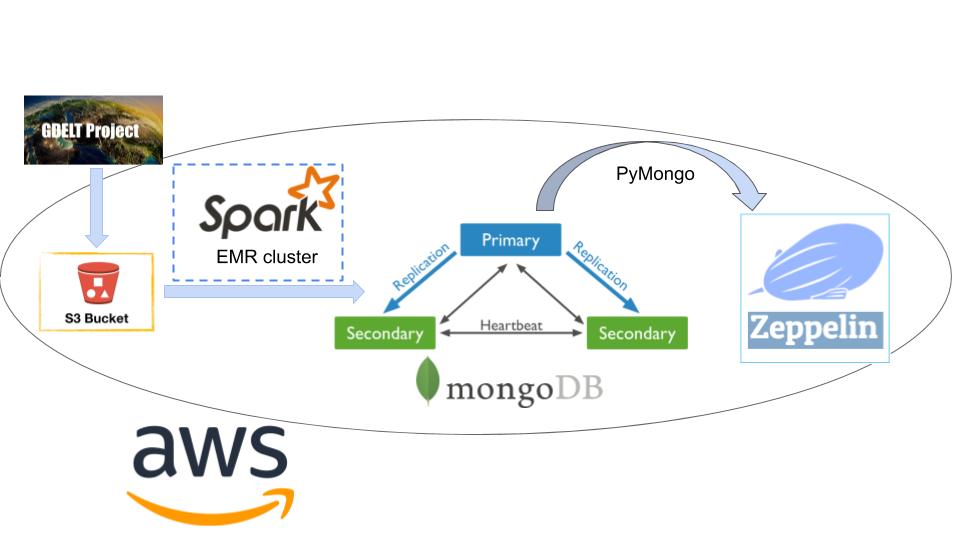 GDELT Project
Spark
EMR cluster
S3 Bucket
PyMongo
Primary
Replication
Replication
Heartbeat
Secondary
Secondary
mongoDB
Zeppelin
aws